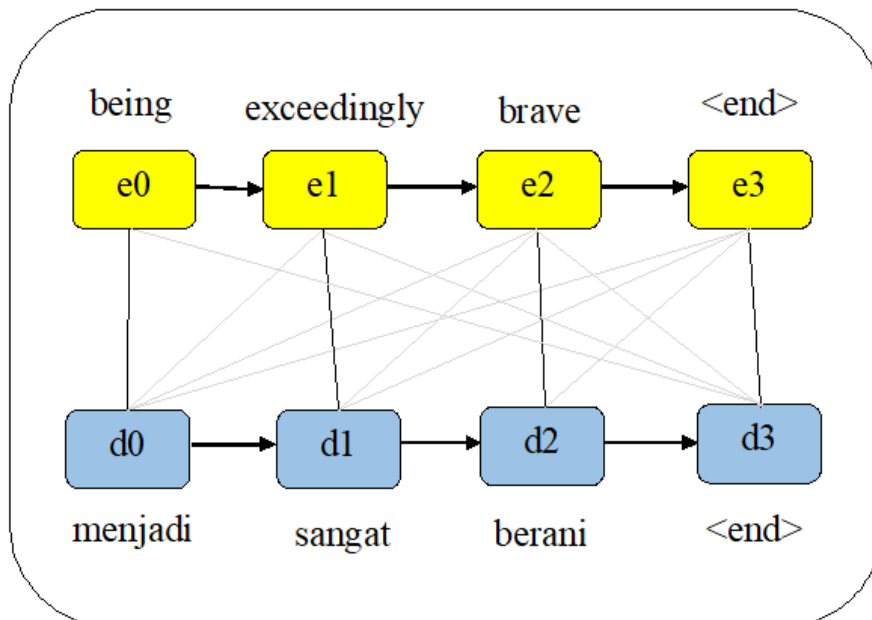 being exceedingly brave <end>
e0 e1 e2 e3
d0 d1 d2 d3
menjadi sangat berani <end>